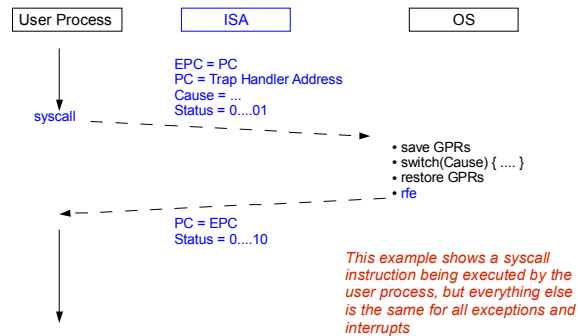 User Process
ISA
OS
EPC = PC
PC = Trap Handler Address
Cause = ...
Status = 0....01
syscall
• save GPRs
• switch(Cause) { .... }
• restore GPRs
• rfe
PC = EPC
Status = 0....10
This example shows a syscall
instruction being executed by the
user process, but everything else
is the same for all exceptions and
interrupts